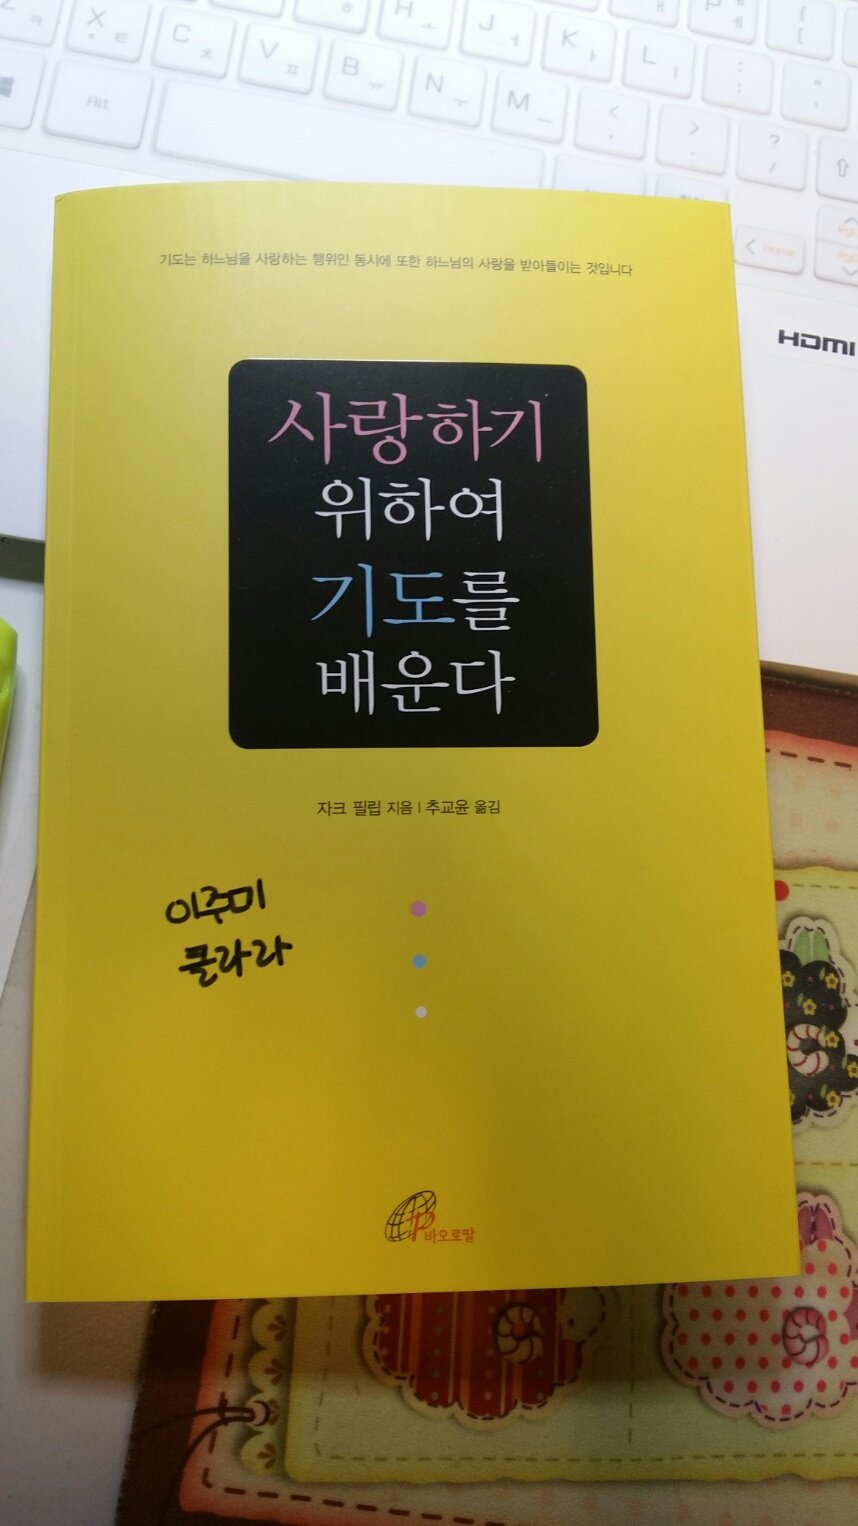 Z ㅋ
X ㅌ
C ㅊ
V ㅍ
B ㅠ
N ㅜ
M ㅡ
H ㅗ
J ㅓ
K ㅏ
L ㅣ
: ;
" '
{ [
P ㅔ ㅖ
Alt
< ,
> .
? /
< Home
HDMI
기도는 하느님을 사랑하는 행위인 동시에 또한 하느님의 사랑을 받아들이는 것입니다
사랑하기
위하여
기도를
배운다
자크 필립 지음 | 추교윤 옮김
이주미
클라라
바오로딸